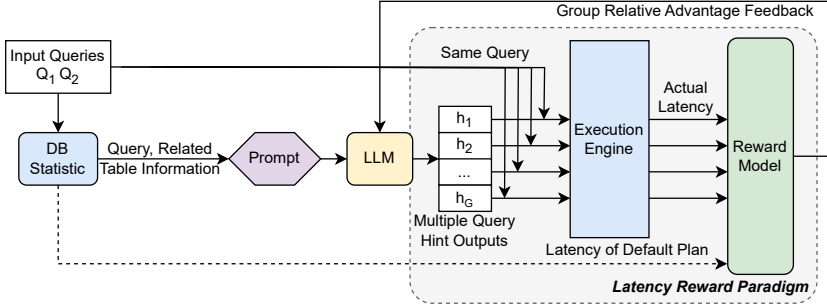 Group Relative Advantage Feedback
Input Queries
Q1 Q2
Same Query
DB
Statistic
Query, Related
Table Information
Prompt
LLM
h1
h2
...
hG
Multiple Query
Hint Outputs
Execution
Engine
Actual
Latency
Reward
Model
Latency of Default Plan
Latency Reward Paradigm